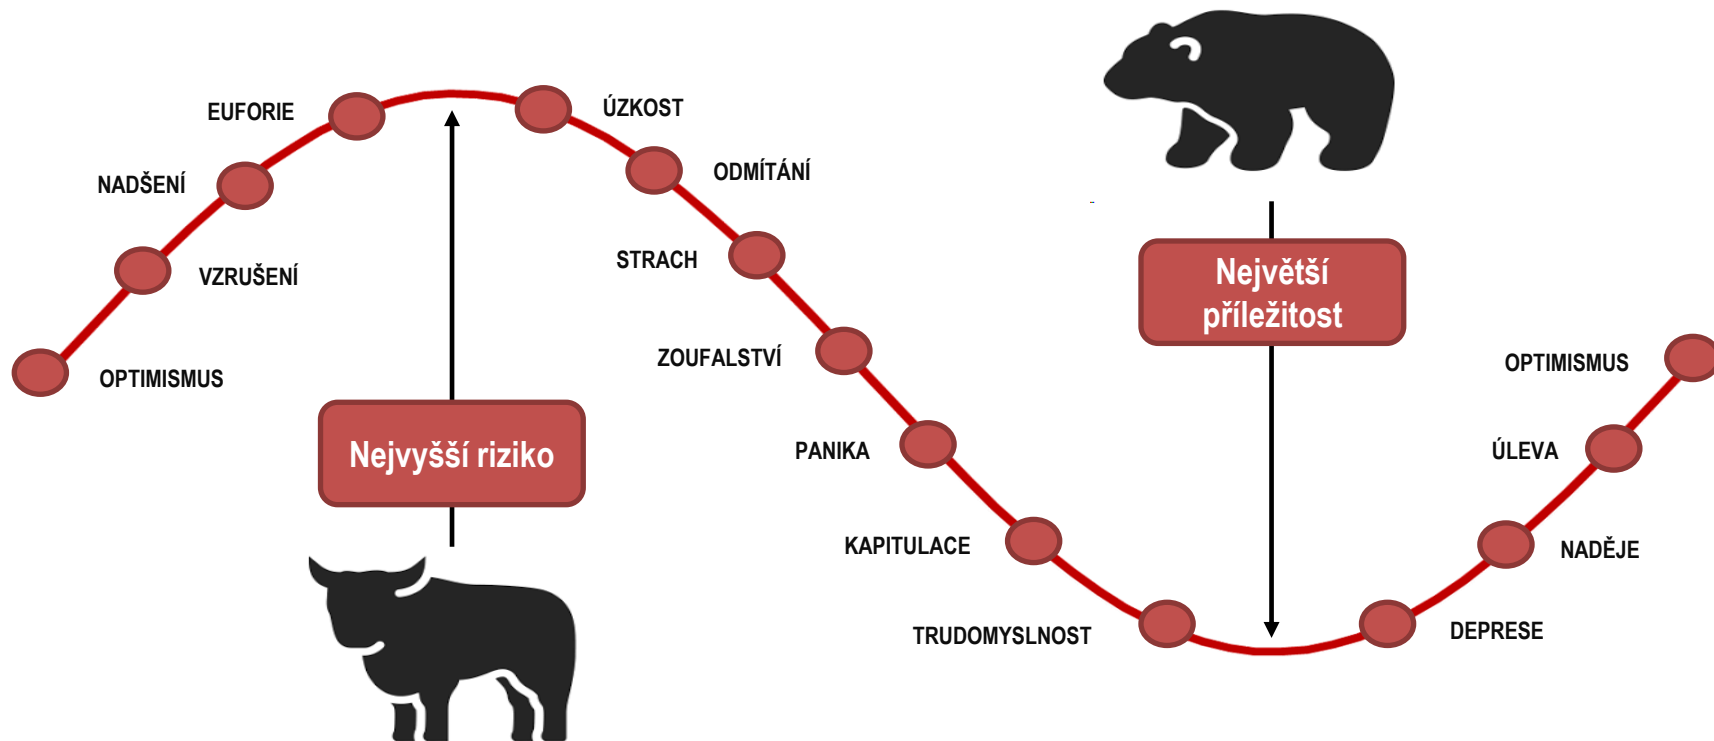 EUFORIE
NADŠENÍ
VZRUŠENÍ
OPTIMISMUS
Nejvyšší riziko
ÚZKOST
ODMÍTÁNÍ
STRACH
ZOUFALSTVÍ
PANIKA
KAPITULACE
TRUDOMYSLNOST
Největší
příležitost
OPTIMISMUS
ÚLEVA
NADĚJE
DEPRESE